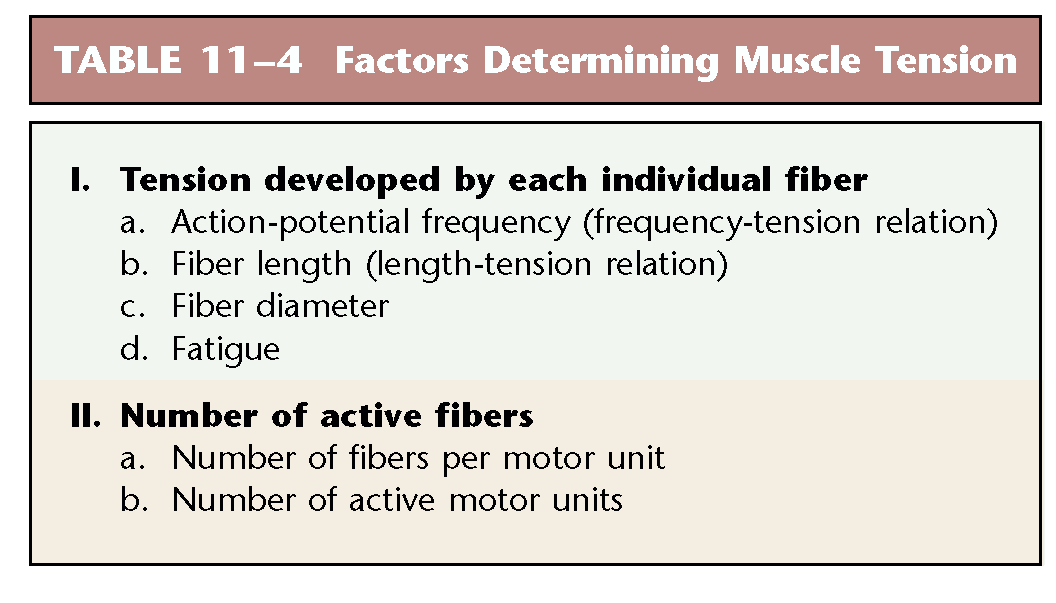 TABLE 11–4 Factors Determining Muscle Tension
I. Tension developed by each individual fiber
a. Action-potential frequency (frequency-tension relation)
b. Fiber length (length-tension relation)
c. Fiber diameter
d. Fatigue
II. Number of active fibers
a. Number of fibers per motor unit
b. Number of active motor units